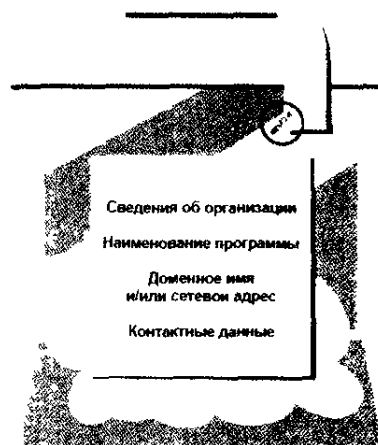 Сведения об организации
Наименование программы
Доменное имя
и/или сетевой адрес
Контактные данные